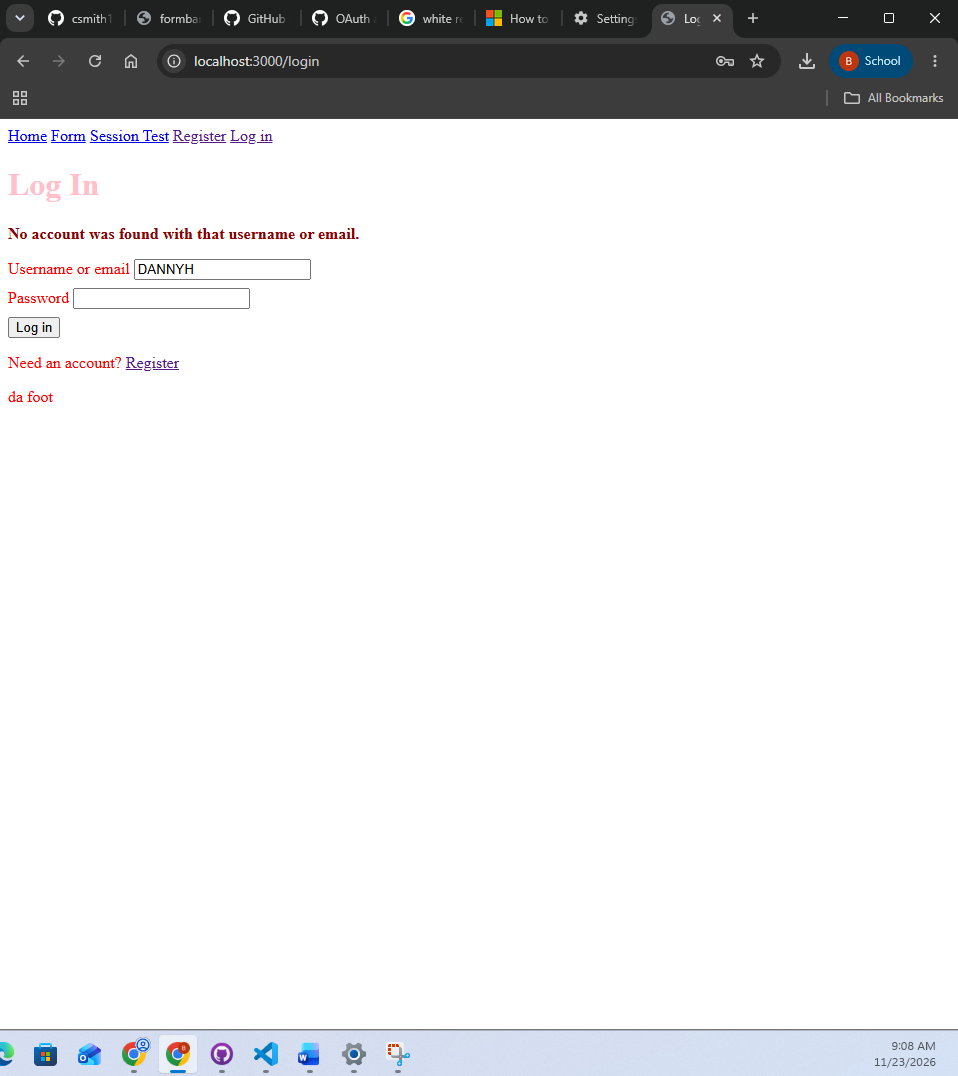 csmith1
formba
GitHub
OAuth
white re
How to
Setting
Log
localhost:3000/login
B
School
All Bookmarks
Home Form Session Test Register Log in
Log In
No account was found with that username or email.
Username or email DANNYH
Password
Log in
Need an account? Register
da foot
9:08 AM
11/23/2026